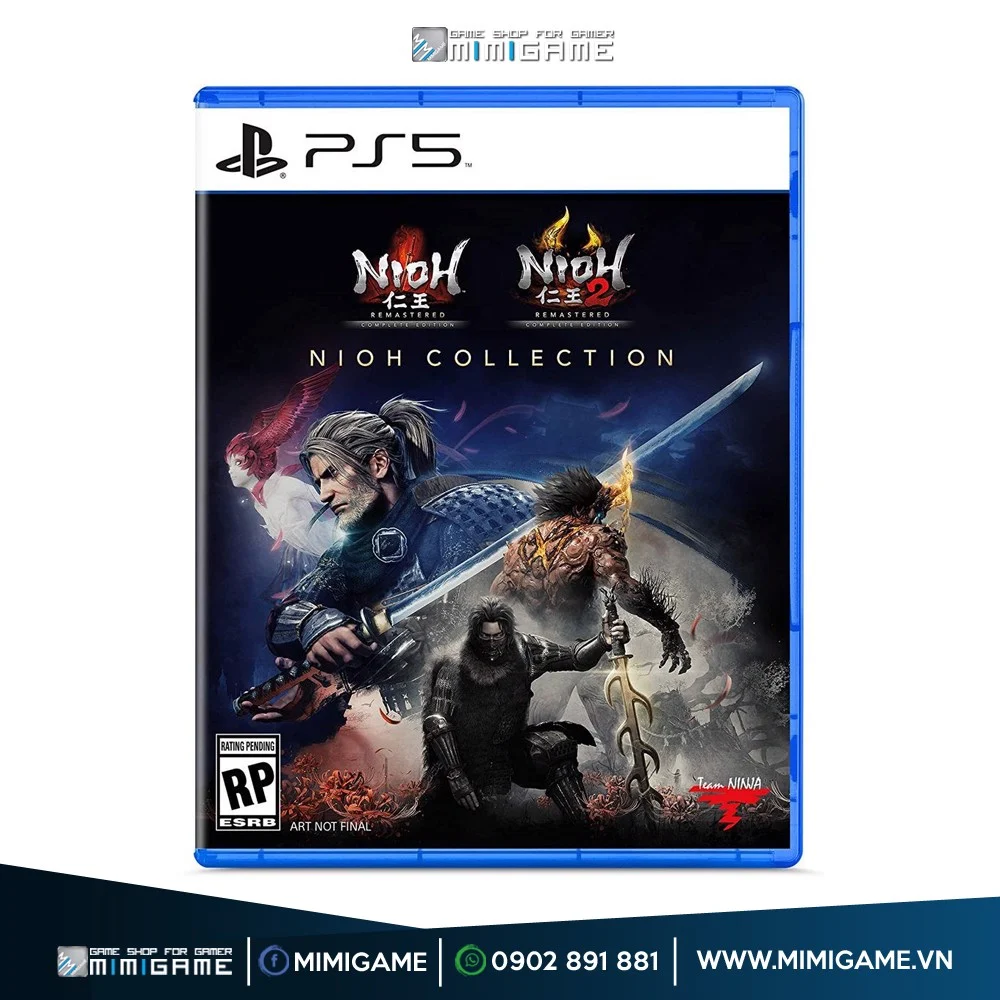 GAME SHOP FOR GAMER
MIMIGAME
PS5
NIOH
仁王
REMASTERED
COMPLETE EDITION
NIOH
仁王2
REMASTERED
COMPLETE EDITION
NIOH COLLECTION
RATING PENDING
RP
ESRB
ART NOT FINAL
Team NINJA
GAME SHOP FOR GAMER
MIMIGAME
MIMIGAME
0902 891 881
WWW.MIMIGAME.VN